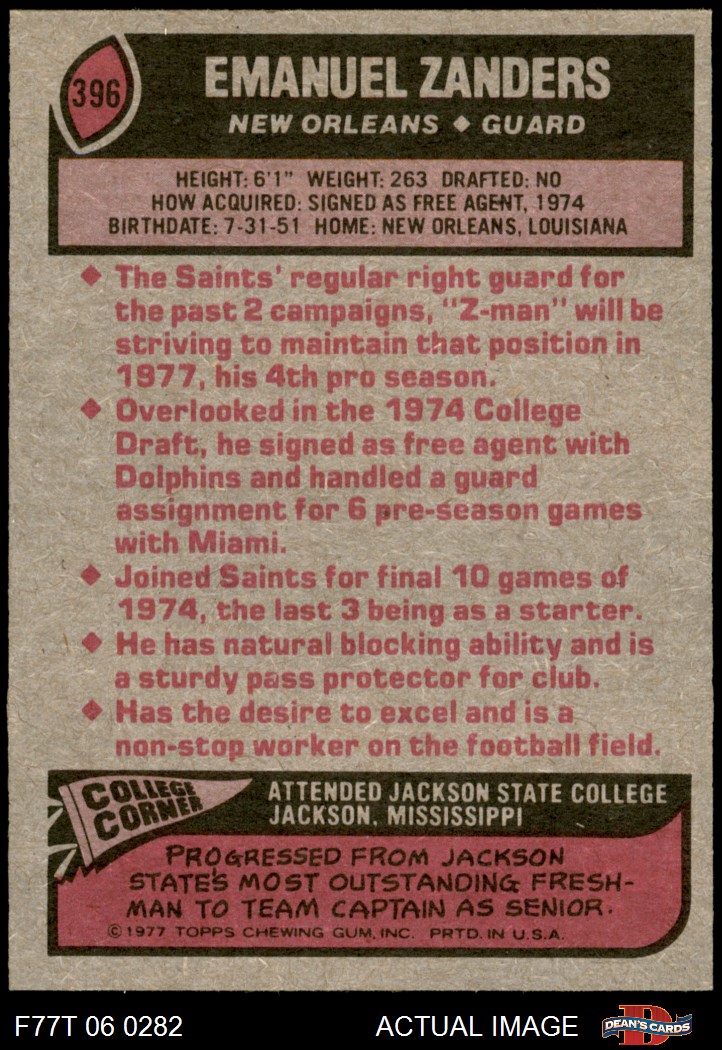 396
EMANUEL ZANDERS
NEW ORLEANS ◆ GUARD
HEIGHT: 6'1" WEIGHT: 263 DRAFTED: NO
HOW ACQUIRED: SIGNED AS FREE AGENT, 1974
BIRTHDATE: 7-31-51 HOME: NEW ORLEANS, LOUISIANA
◆ The Saints' regular right guard for
the past 2 campaigns, "Z-man" will be
striving to maintain that position in
1977, his 4th pro season.
◆ Overlooked in the 1974 College
Draft, he signed as free agent with
Dolphins and handled a guard
assignment for 6 pre-season games
with Miami.
◆ Joined Saints for final 10 games of
1974, the last 3 being as a starter.
◆ He has natural blocking ability and is
a sturdy pass protector for club.
◆ Has the desire to excel and is a
non-stop worker on the football field.
COLLEGE
CORNER
ATTENDED JACKSON STATE COLLEGE
JACKSON, MISSISSIPPI
PROGRESSED FROM JACKSON
STATE'S MOST OUTSTANDING FRESH-
MAN TO TEAM CAPTAIN AS SENIOR.
© 1977 TOPPS CHEWING GUM, INC. PRTD. IN U.S.A.
F77T 06 0282
ACTUAL IMAGE
D
DEAN'S CARDS